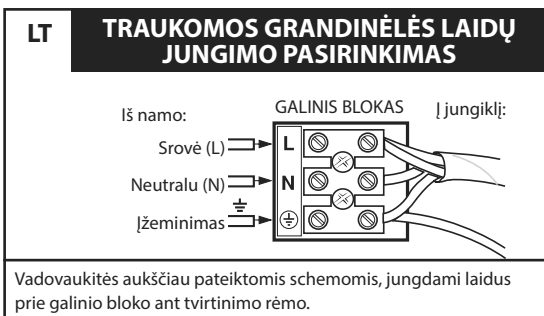 LT
TRAUKOMOS GRANDINĖLĖS LAIDŲ
JUNGIMO PASIRINKIMAS
Iš namo:
GALINIS BLOKAS
Į jungiklį:
Srovė (L)
L
Neutralu (N)
N
Įžeminimas
Vadovaukitės aukščiau pateiktomis schemomis, jungdami laidus
prie galinio bloko ant tvirtinimo rėmo.